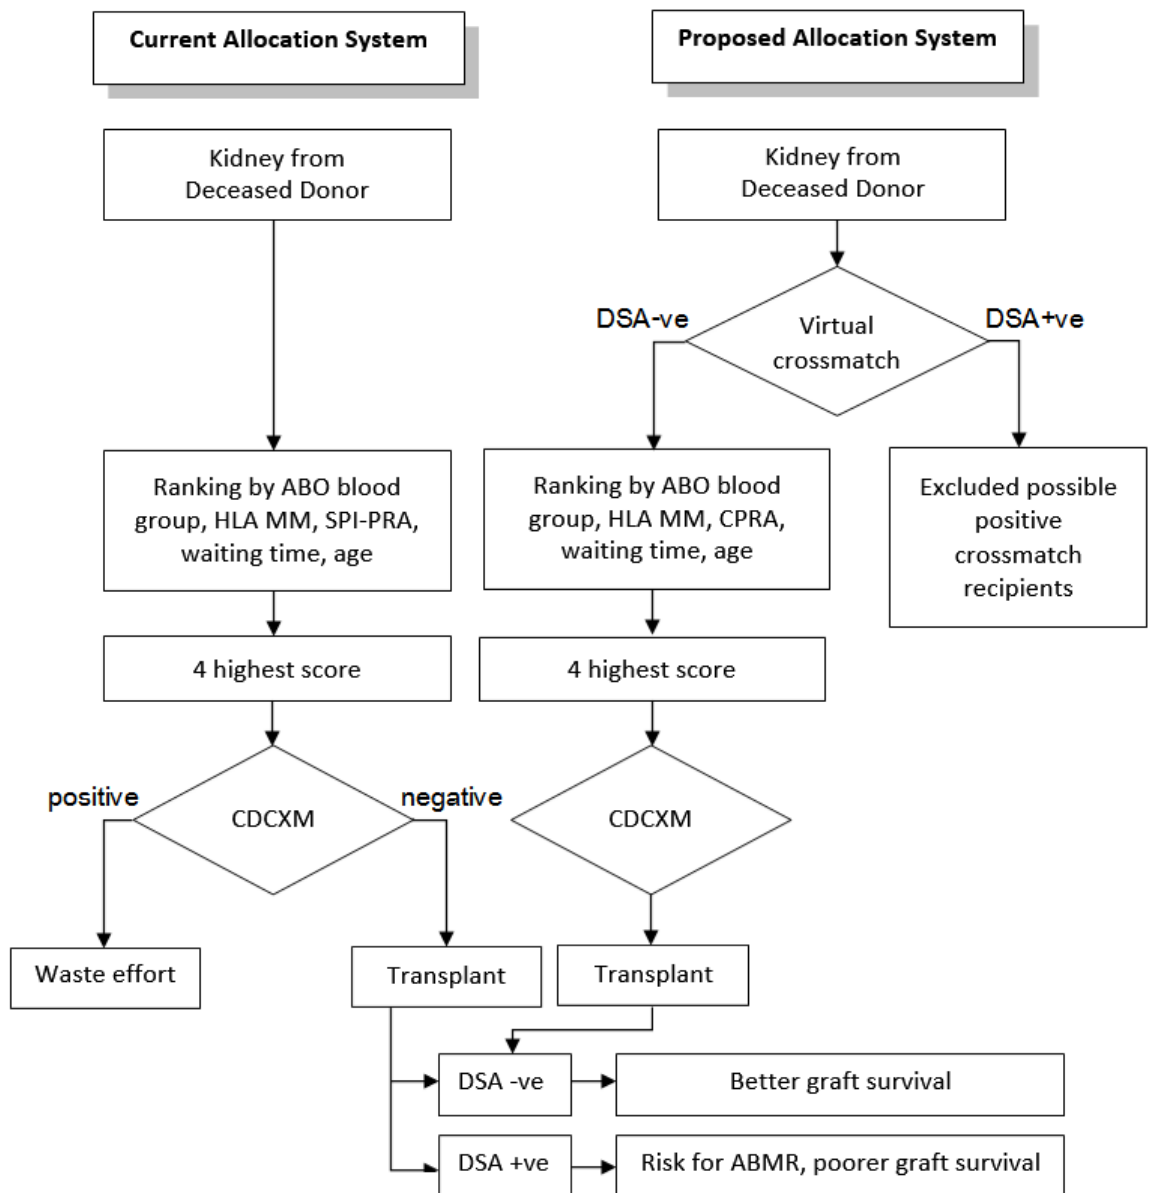 Current Allocation System
Proposed Allocation System
Kidney from
Deceased Donor
Kidney from
Deceased Donor
DSA-ve
Virtual
crossmatch
DSA+ve
Ranking by ABO blood
group, HLA MM, SPI-PRA,
waiting time, age
Ranking by ABO blood
group, HLA MM, CPRA,
waiting time, age
Excluded possible
positive
crossmatch
recipients
4 highest score
4 highest score
positive
CDCXM
negative
CDCXM
Waste effort
Transplant
Transplant
DSA -ve
Better graft survival
DSA +ve
Risk for ABMR, poorer graft survival